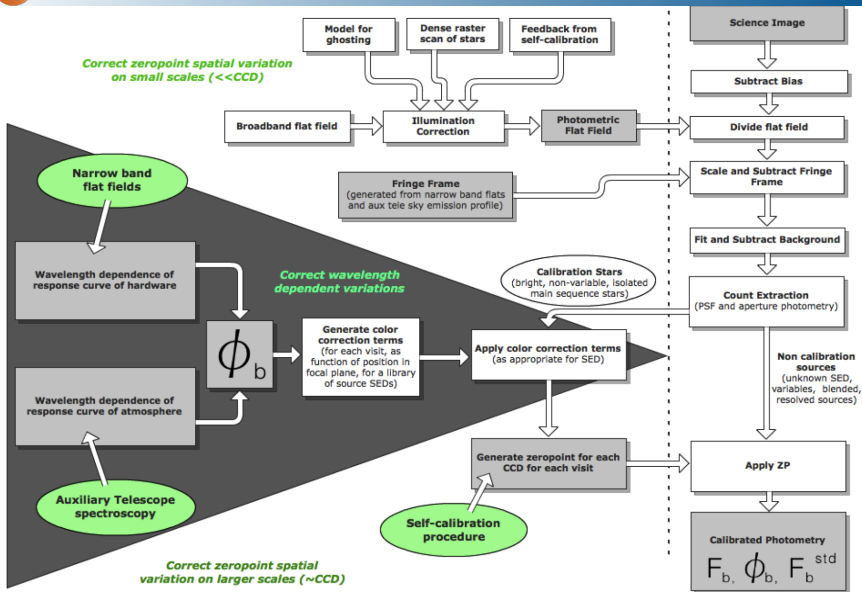 Model for
ghosting
Dense raster
scan of stars
Feedback from
self-calibration
Science Image
Correct zeropoint spatial variation
on small scales (<<CCD)
Subtract Bias
Broadband flat field
Illumination
Correction
Photometric
Flat Field
Divide flat field
Narrow band
flat fields
Fringe Frame
(generated from narrow band flats
and aux tele sky emission profile)
Scale and Subtract Fringe
Frame
Fit and Subtract Background
Wavelength dependence of
response curve of hardware
Correct wavelength
dependent variations
Calibration Stars
(bright, non-variable, isolated
main sequence stars)
Count Extraction
(PSF and aperture photometry)
ϕb
Generate color
correction terms
(for each visit, as
function of position in
focal plane, for a library
of source SEDs)
Apply color correction terms
(as appropriate for SED)
Non calibration
sources
(unknown SED,
variables, blended,
resolved sources)
Wavelength dependence of
response curve of atmosphere
Generate zeropoint for each
CCD for each visit
Apply ZP
Auxiliary Telescope
spectroscopy
Self-calibration
procedure
Calibrated Photometry
Fb, ϕb, Fb std
Correct zeropoint spatial
variation on larger scales (~CCD)